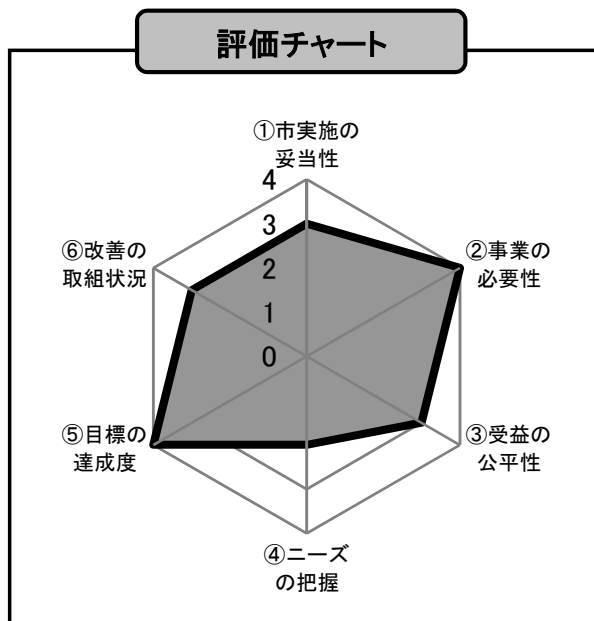 評価チャート
①市実施の
妥当性
4
3
2
1
0
②事業の
必要性
③受益の
公平性
④ニーズ
の把握
⑤目標の
達成度
⑥改善の
取組状況